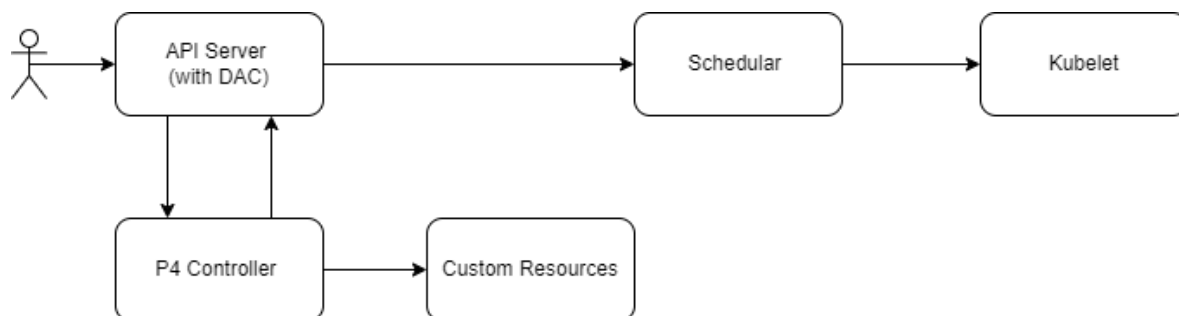 API Server
(with DAC)
Schedular
Kubelet
P4 Controller
Custom Resources